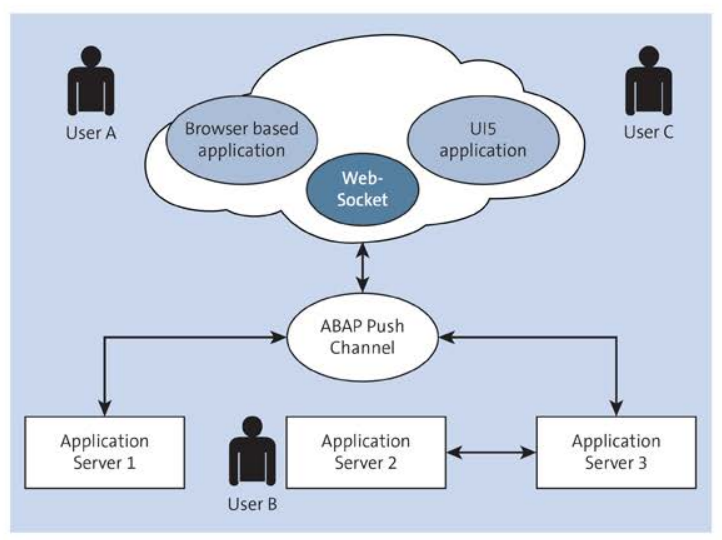 User A
Browser based
application
UI5
application
User C
Web-
Socket
ABAP Push
Channel
Application
Server 1
User B
Application
Server 2
Application
Server 3